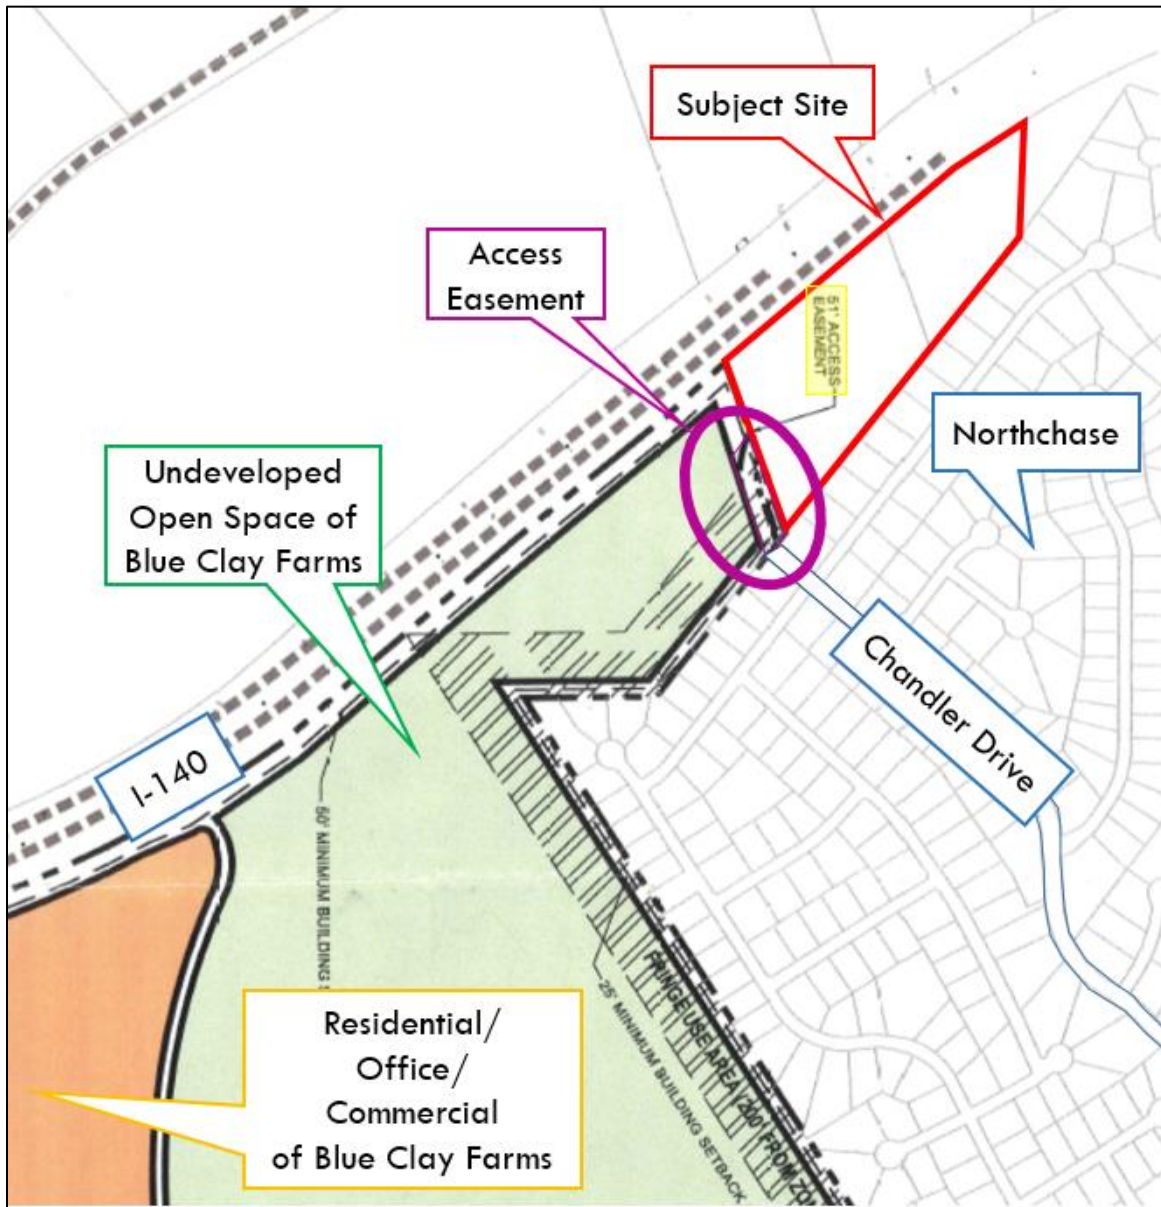 Subject Site
Access
Easement
51' ACCESS
EASEMENT
Northchase
Undeveloped
Open Space of
Blue Clay Farms
Chandler Drive
I-140
50' MINIMUM BUILDING
FRINGE USE AREA (200' FROM
25' MINIMUM BUILDING SETBACK
Residential/
Office/
Commercial
of Blue Clay Farms